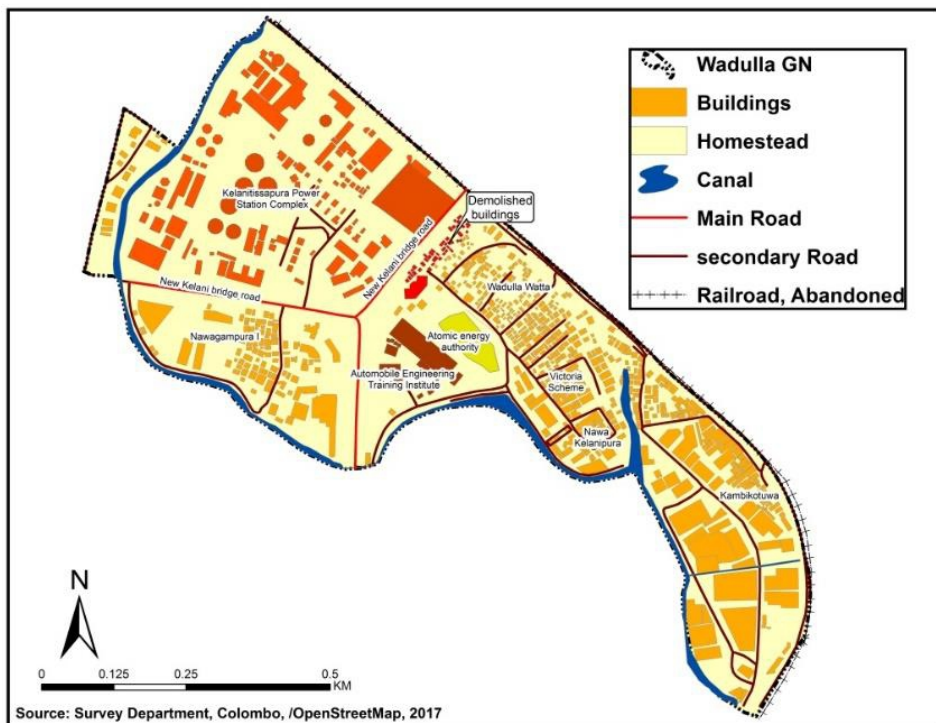 Wadulla GN
Buildings
Homestead
Canal
Main Road
secondary Road
Railroad, Abandoned
Kelanitissapura Power
Station Complex
Demolished
buildings
New Kelani bridge road
New Kelani bridge road
Wadulla Watta
Nawagampura I
Atomic energy
authority
Automobile Engineering
Training Institute
Victoria
Scheme
Nawa
Kelanipura
Kambikotuwa
N
0 0.125 0.25 0.5
KM
Source: Survey Department, Colombo, /OpenStreetMap, 2017